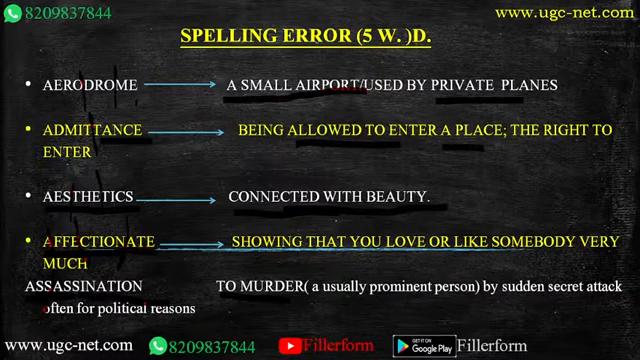 8209837844 www.ugc-net.com
SPELLING ERROR (5 W. )D.
• AERODROME A SMALL AIRPORT/USED BY PRIVATE PLANES
• ADMITTANCE BEING ALLOWED TO ENTER A PLACE; THE RIGHT TO
ENTER
• AESTHETICS CONNECTED WITH BEAUTY.
• AFFECTIONATE SHOWING THAT YOU LOVE OR LIKE SOMEBODY VERY
MUCH
ASSASSINATION TO MURDER( a usually prominent person) by sudden secret attack
often for political reasons
www.ugc-net.com 8209837844 Fillerform GET IT ON Google Play Fillerform